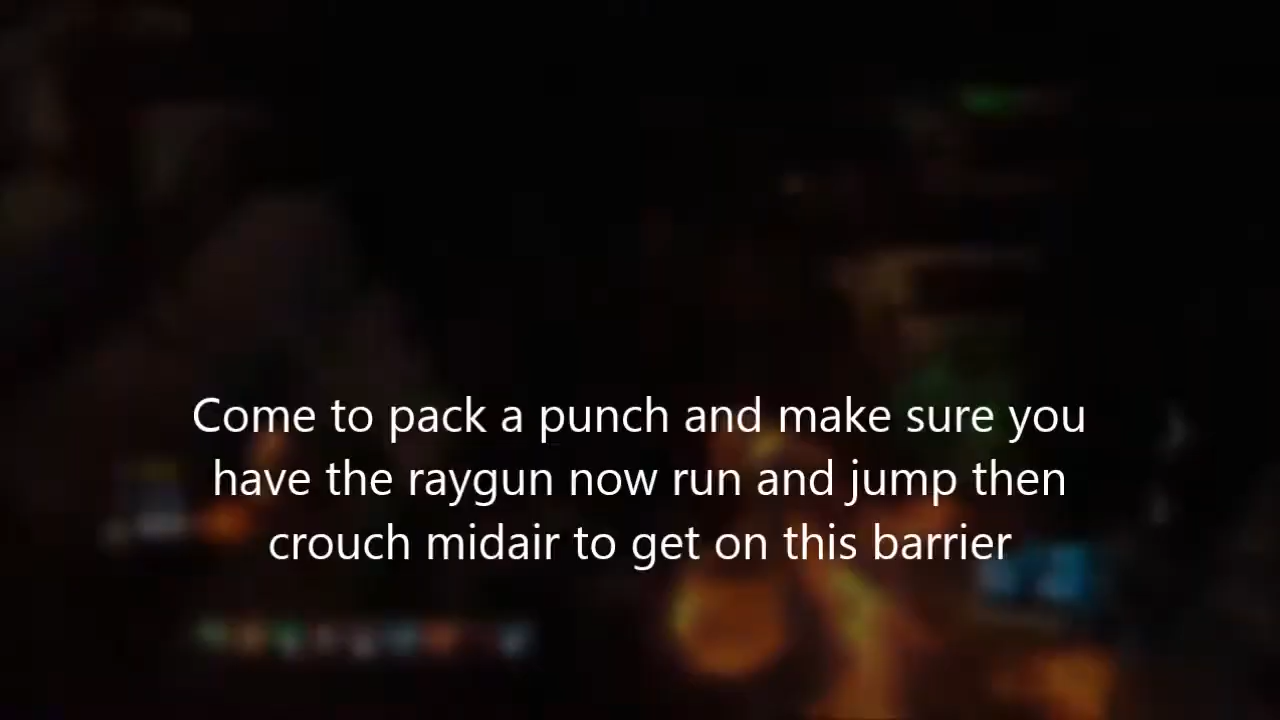 Come to pack a punch and make sure you
have the raygun now run and jump then
crouch midair to get on this barrier